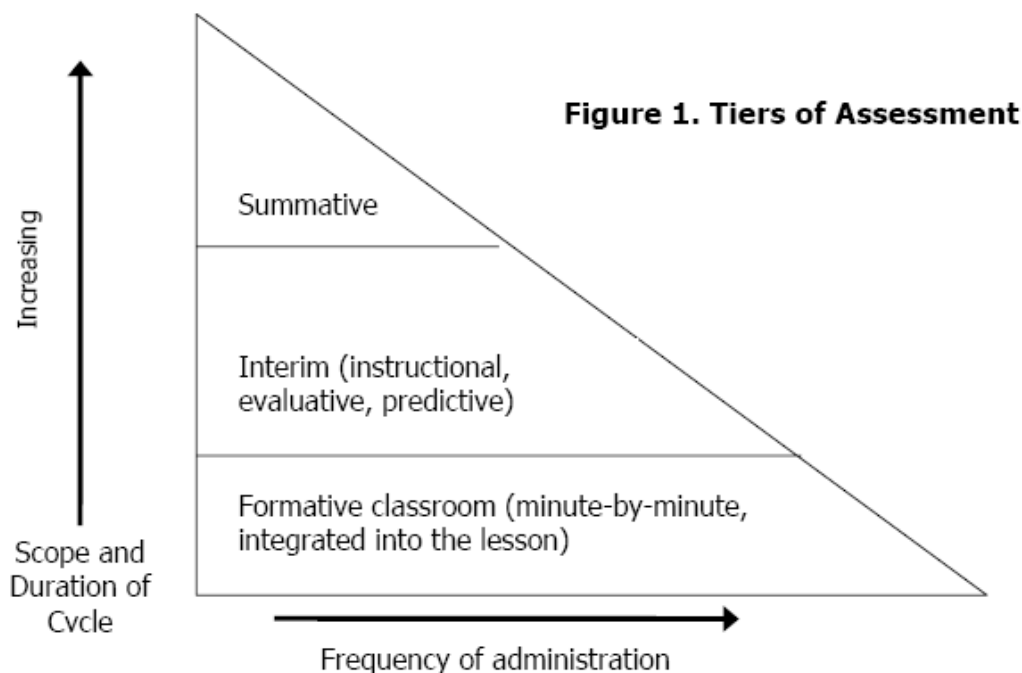 Figure 1. Tiers of Assessment
Increasing
Summative
Interim (instructional,
evaluative, predictive)
Formative classroom (minute-by-minute,
integrated into the lesson)
Scope and
Duration of
Cycle
Frequency of administration